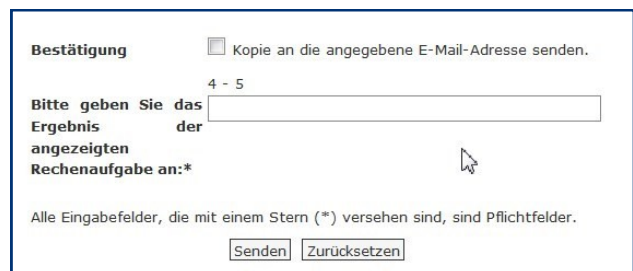 Bestätigung Kopie an die angegebene E-Mail-Adresse senden.
4 - 5
Bitte geben Sie das
Ergebnis der
angezeigten
Rechenaufgabe an:*
Alle Eingabefelder, die mit einem Stern (*) versehen sind, sind Pflichtfelder.
Senden Zurücksetzen